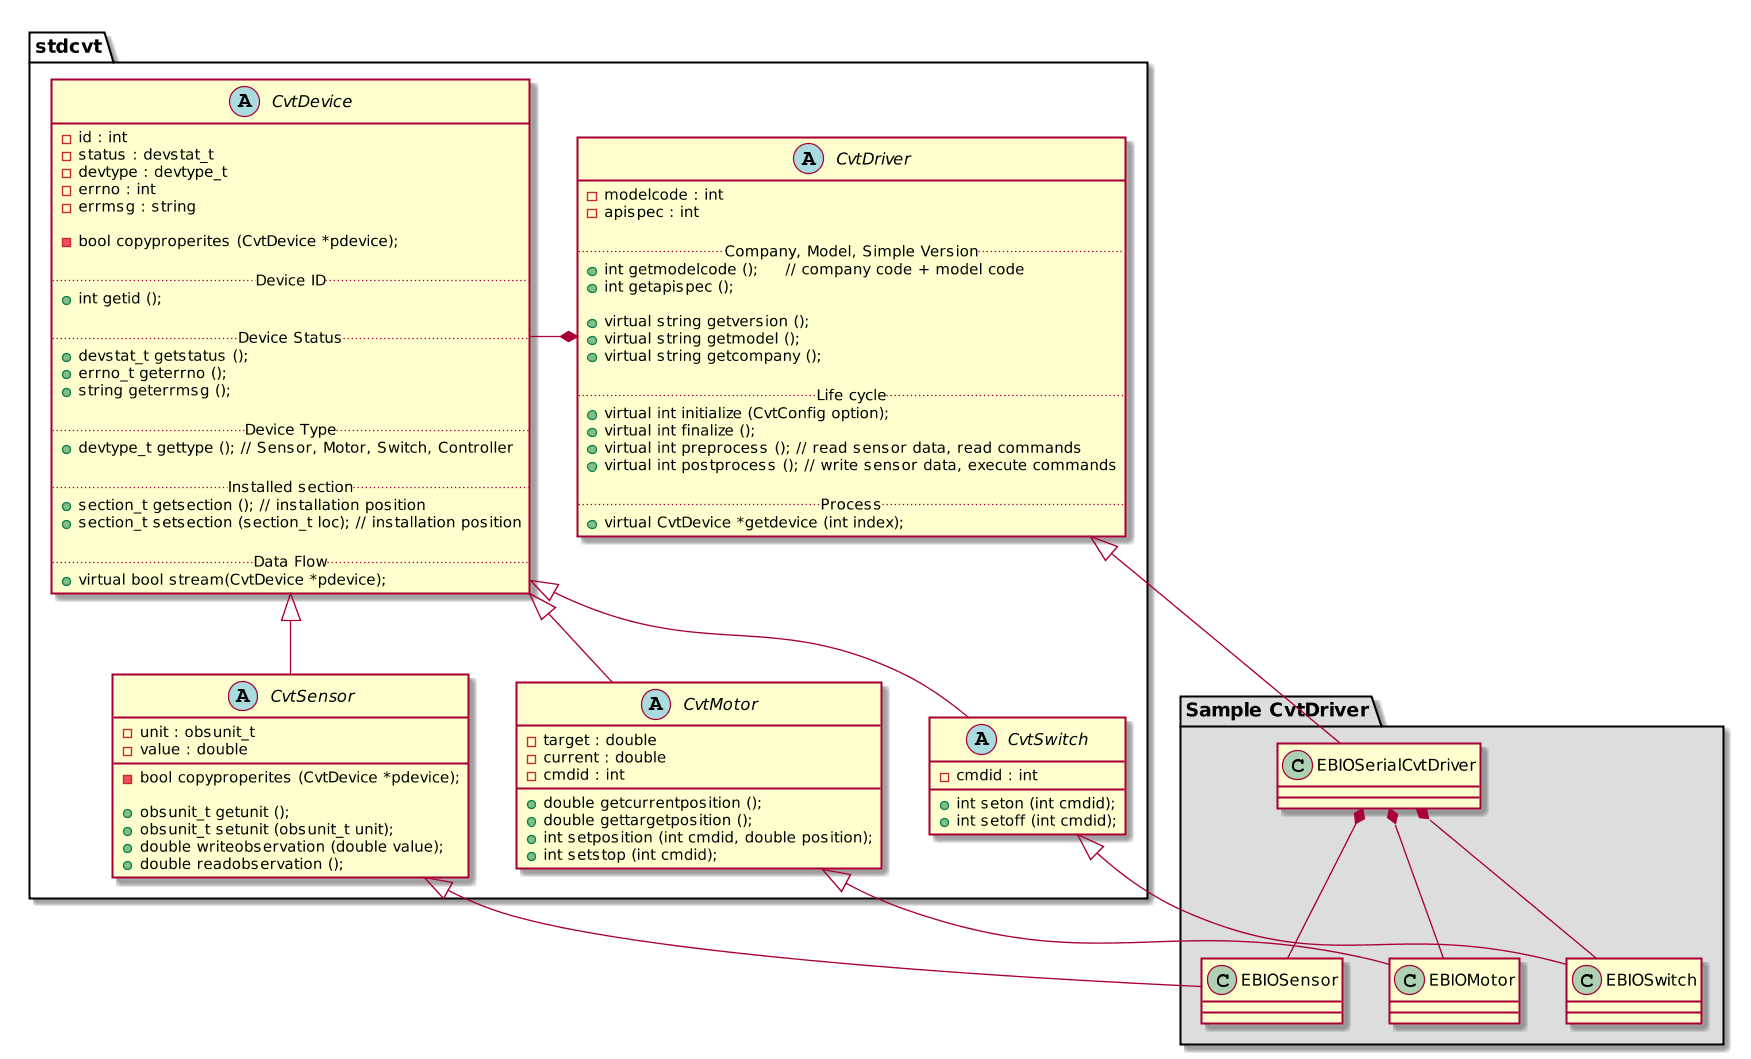 stdcvt
A CvtDevice
id : int
status : devstat_t
devtype : devtype_t
errno : int
errmsg : string
bool copyproperites (CvtDevice *pdevice);
Device ID
int getid ();
Device Status
devstat_t getstatus ();
errno_t geterrno ();
string geterrmsg ();
Device Type
devtype_t gettype (); // Sensor, Motor, Switch, Controller
Installed section
section_t getsection (); // installation position
section_t setsection (section_t loc); // installation position
Data Flow
virtual bool stream(CvtDevice *pdevice);
A CvtDriver
modelcode : int
apispec : int
Company, Model, Simple Version
int getmodelcode (); // company code + model code
int getapispec ();
virtual string getversion ();
virtual string getmodel ();
virtual string getcompany ();
Life cycle
virtual int initialize (CvtConfig option);
virtual int finalize ();
virtual int preprocess (); // read sensor data, read commands
virtual int postprocess (); // write sensor data, execute commands
Process
virtual CvtDevice *getdevice (int index);
A CvtSensor
unit : obsunit_t
value : double
bool copyproperites (CvtDevice *pdevice);
obsunit_t getunit ();
obsunit_t setunit (obsunit_t unit);
double writeobservation (double value);
double readobservation ();
A CvtMotor
target : double
current : double
cmdid : int
double getcurrentposition ();
double gettargetposition ();
int setposition (int cmdid, double position);
int setstop (int cmdid);
A CvtSwitch
cmdid : int
int seton (int cmdid);
int setoff (int cmdid);
Sample CvtDriver
C EBIOSerialCvtDriver
C EBIOSensor
C EBIOMotor
C EBIOSwitch